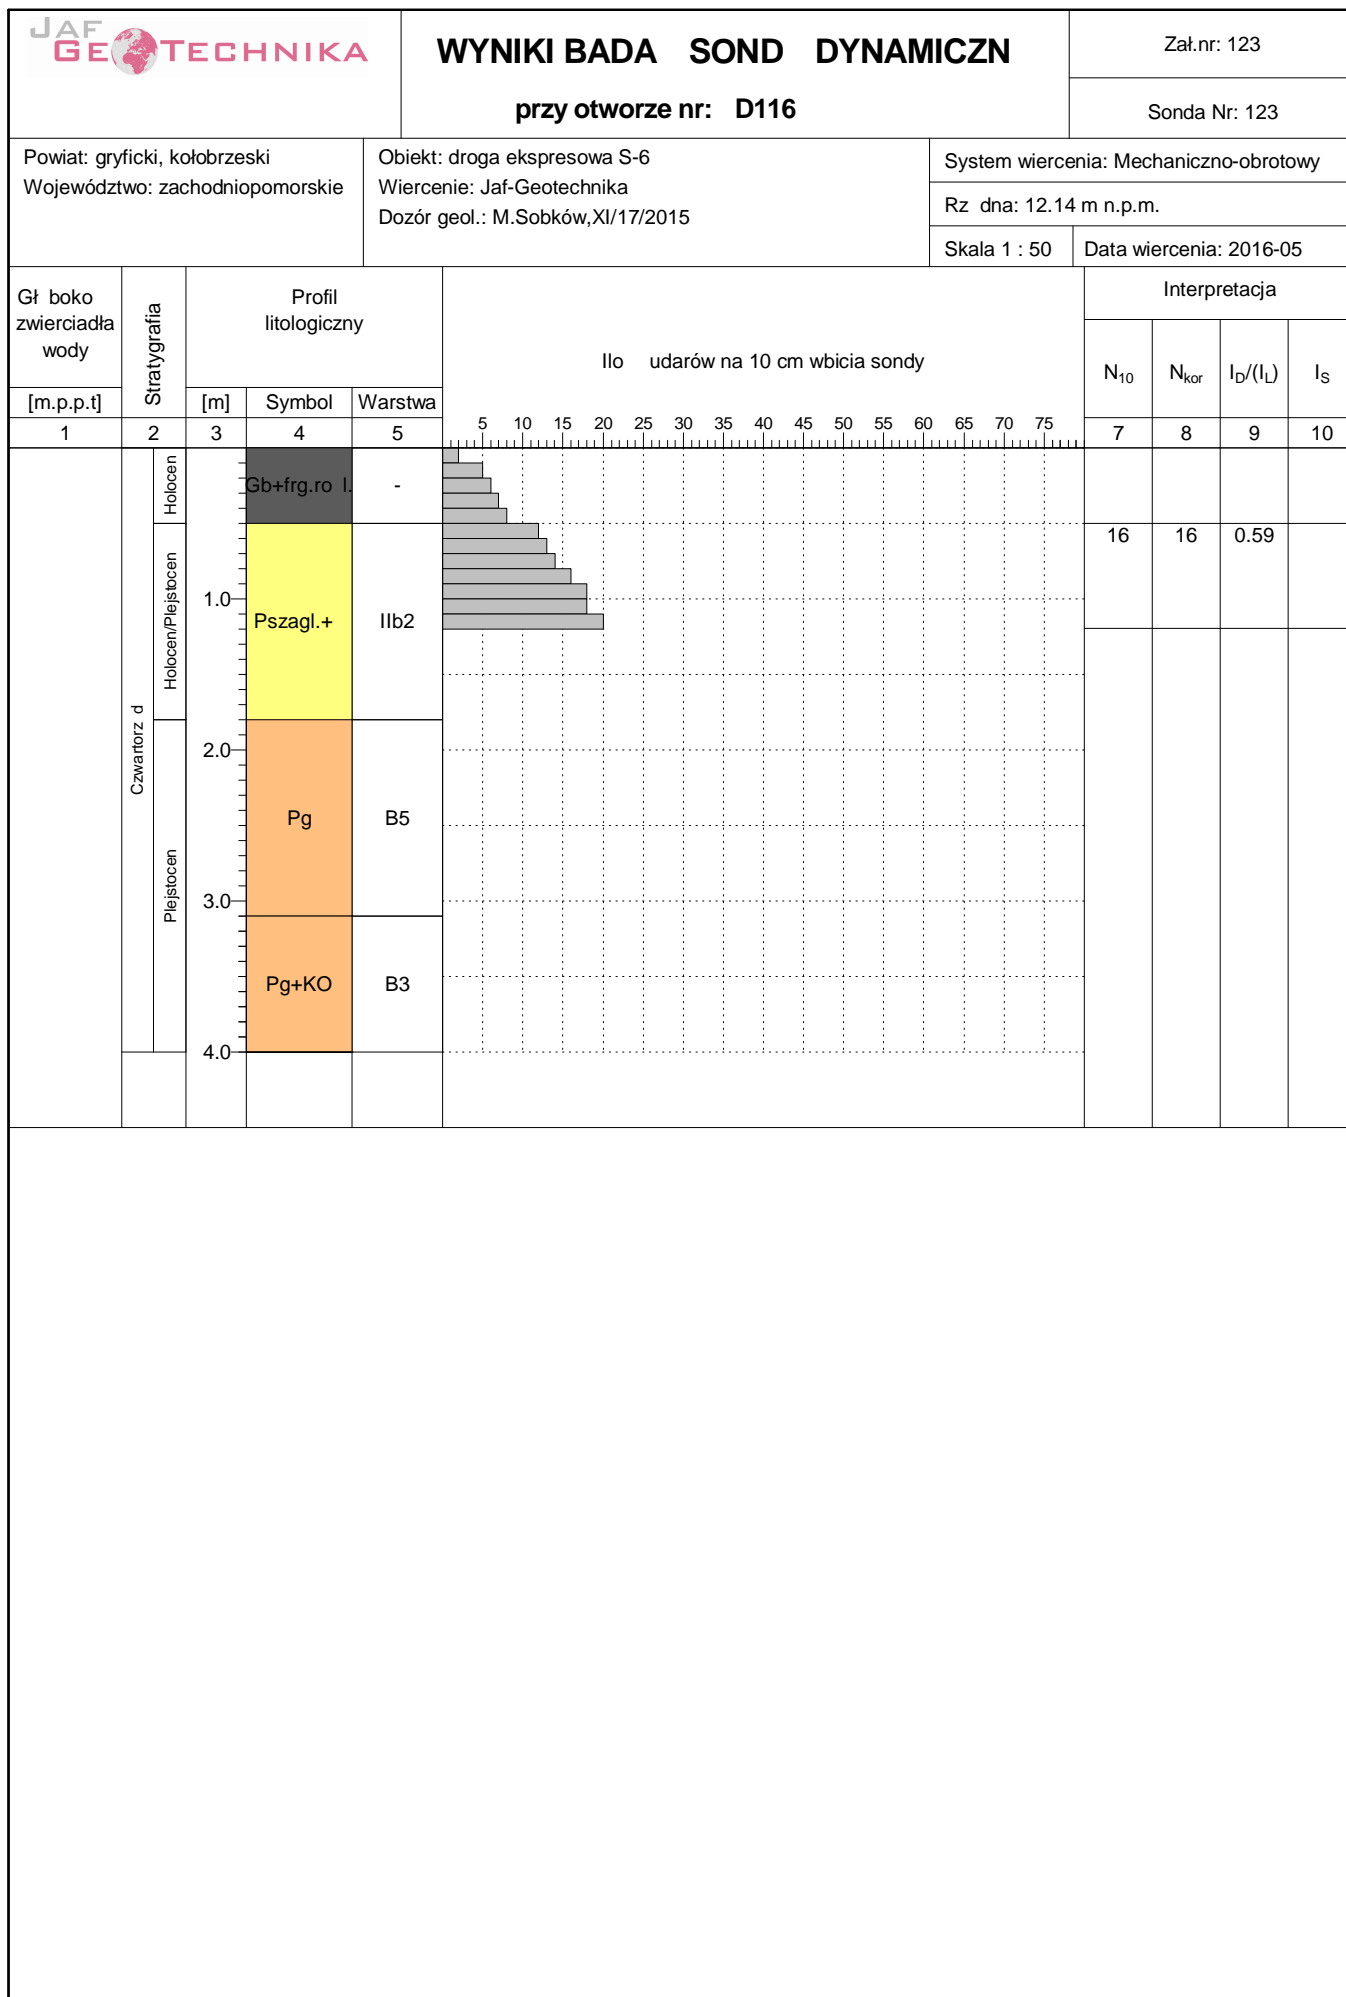 JAF
GEOTECHNIKA
WYNIKI BADA SOND DYNAMICZN
przy otworze nr: D116
Zał.nr: 123
Sonda Nr: 123
Powiat: gryficki, kołobrzeski
Województwo: zachodniopomorskie
Obiekt: droga ekspresowa S-6
Wiercenie: Jaf-Geotechnika
Dozór geol.: M.Sobków,XI/17/2015
System wiercenia: Mechaniczno-obrotowy
Rz dna: 12.14 m n.p.m.
Skala 1 : 50
Data wiercenia: 2016-05
Gł boko
zwierciadła
wody
[m.p.p.t]
Stratygrafia
Profil
litologiczny
[m] Symbol Warstwa
Ilo udarów na 10 cm wbicia sondy
Interpretacja
N10 Nkor ID/(IL) IS
5 10 15 20 25 30 35 40 45 50 55 60 65 70 75
1 2 3 4 5 7 8 9 10
Czwartorz d
Holocen
Gb+frg.ro l. -
Holocen/Plejstocen
16 16 0.59
1.0
Pszagl.+ IIb2
2.0
Plejstocen
Pg B5
3.0
Pg+KO B3
4.0